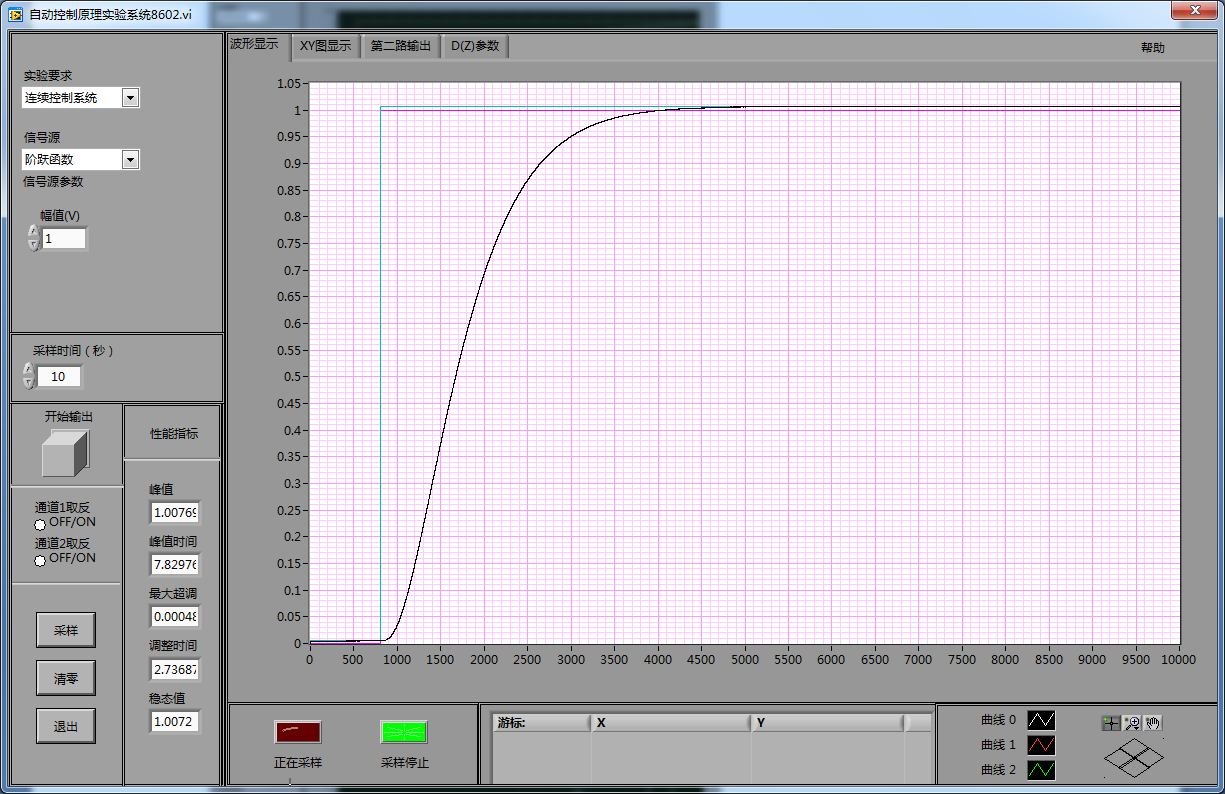 自动控制原理实验系统8602.vi
波形显示 XY图显示 第二路输出 D(Z)参数 帮助
实验要求
连续控制系统
信号源
阶跃函数
信号源参数
幅值(V)
1
采样时间（秒）
10
开始输出
通道1取反
OFF/ON
通道2取反
OFF/ON
采样
清零
退出
性能指标
峰值
1.00769
峰值时间
7.82976
最大超调
0.00048
调整时间
2.73687
稳态值
1.0072
1.05
1
0.95
0.9
0.85
0.8
0.75
0.7
0.65
0.6
0.55
0.5
0.45
0.4
0.35
0.3
0.25
0.2
0.15
0.1
0.05
0
0 500 1000 1500 2000 2500 3000 3500 4000 4500 5000 5500 6000 6500 7000 7500 8000 8500 9000 9500 10000
正在采样 采样停止
游标: X Y
曲线 0
曲线 1
曲线 2